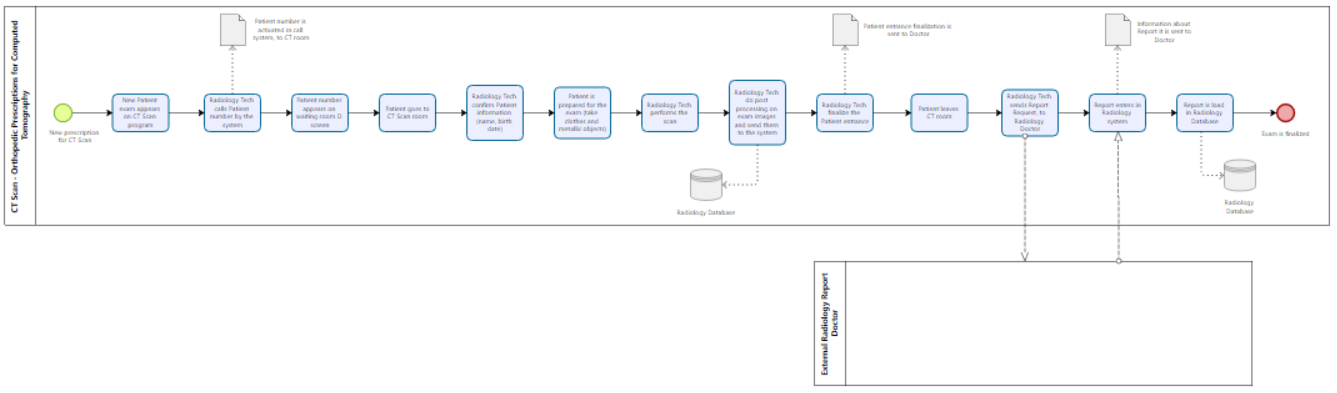 CT Scan - Orthopedic Prescriptions for Computed
Tomography
New prescription
for CT Scan
New Patient
exam appears
on CT Scan
program
Patient number is
activated in call
system, to CT room
Radiology Tech
calls Patient
number by the
system
Patient number
appears on
waiting room D
screen
Patient goes to
CT Scan room
Radiology Tech
confirm Patient
information
(name, birth
date)
Patient is
prepared for the
exam (take
clothes and
metallic objects)
Radiology Tech
performs the
scan
Radiology Tech
do post
processing on
exam images
and send them
to the system
Radiology Database
Patient entrance finalization is
sent to Doctor
Radiology Tech
finalize the
Patient entrance
Patient leaves
CT room
Radiology Tech
sends Report
Request, to
Radiology
Doctor
Information about
Report it is sent to
Doctor
Report enters in
Radiology
system
Report is load
in Radiology
Database
Radiology
Database
Exam is finalized
External Radiology Report
Doctor